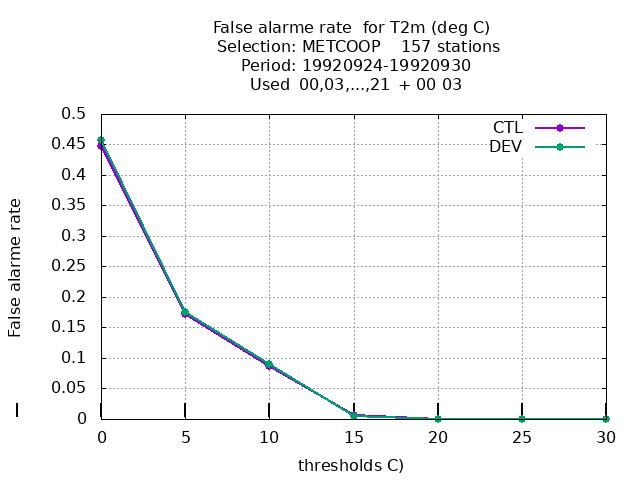 False alarme rate  for T2m (deg C)
Selection: METCOOP    157 stations
Period: 19920924-19920930
Used  00,03,...,21  + 00 03
CTL
DEV
0.5
0.45
0.4
0.35
0.3
0.25
0.2
0.15
0.1
0.05
0
False alarme rate
0 5 10 15 20 25 30
thresholds C)